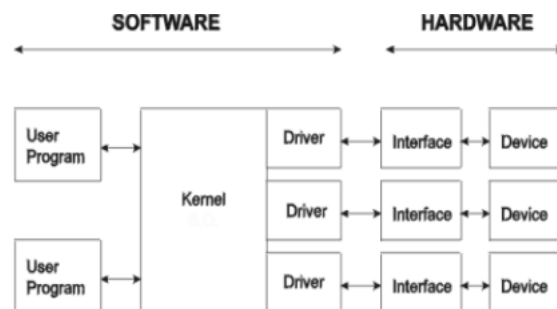 SOFTWARE HARDWARE
User
Program
Driver Interface Device
Kernel
Driver Interface Device
User
Program
Driver Interface Device